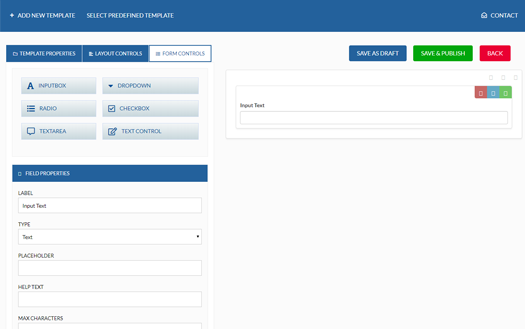 ADD NEW TEMPLATE SELECT PREDEFINED TEMPLATE CONTACT
TEMPLATE PROPERTIES LAYOUT CONTROLS FORM CONTROLS SAVE AS DRAFT SAVE & PUBLISH BACK
INPUTBOX DROPDOWN
RADIO CHECKBOX
TEXTAREA TEXT CONTROL
Input Text
FIELD PROPERTIES
LABEL
Input Text
TYPE
Text
PLACEHOLDER
HELP TEXT
MAX CHARACTERS